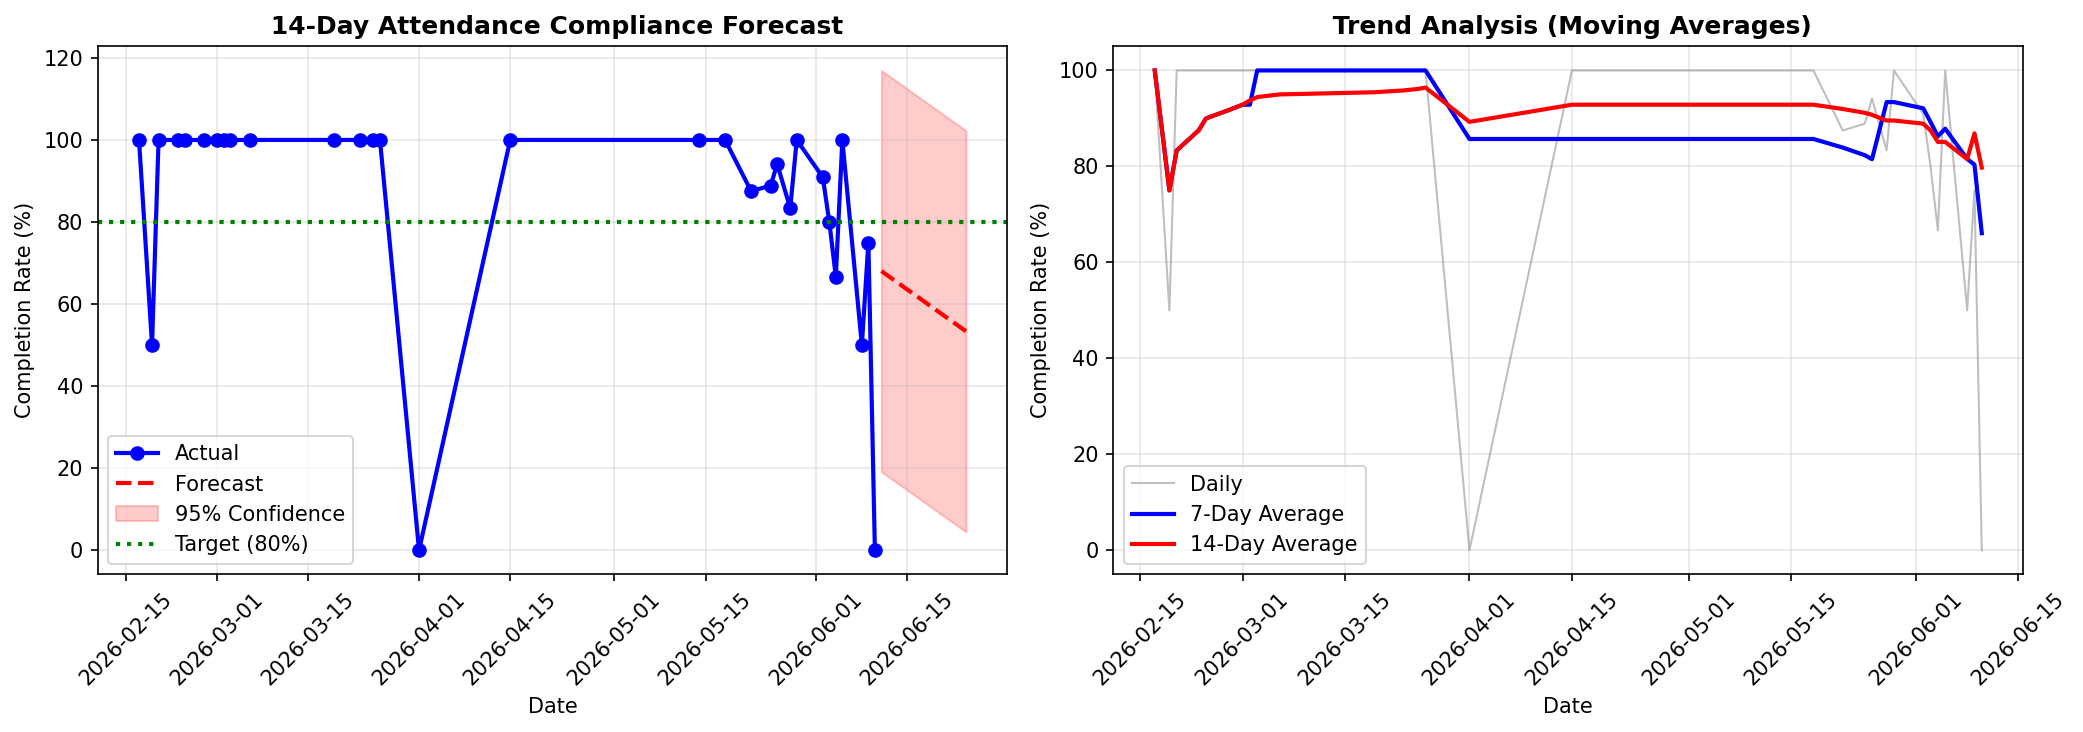 14-Day Attendance Compliance Forecast
Completion Rate (%)
120
100
80
60
40
20
0
Actual
Forecast
95% Confidence
Target (80%)
2026-02-15
2026-03-01
2026-03-15
2026-04-01
2026-04-15
2026-05-01
2026-05-15
2026-06-01
2026-06-15
Date
Trend Analysis (Moving Averages)
Completion Rate (%)
100
80
60
40
20
0
Daily
7-Day Average
14-Day Average
2026-02-15
2026-03-01
2026-03-15
2026-04-01
2026-04-15
2026-05-01
2026-05-15
2026-06-01
2026-06-15
Date